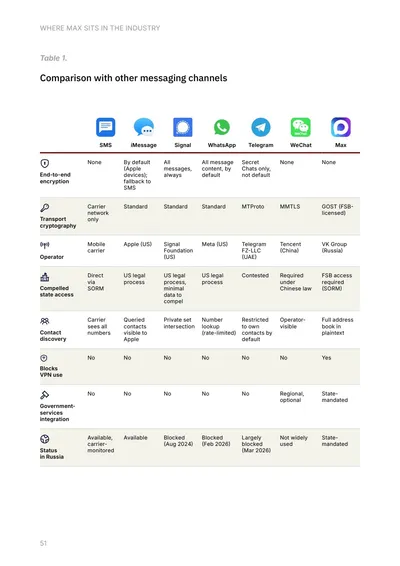 WHERE MAX SITS IN THE INDUSTRY
Table 1.
Comparison with other messaging channels
SMS iMessage Signal WhatsApp Telegram WeChat Max
End-to-end encryption None By default (Apple devices); fallback to SMS All messages, always All message content, by default Secret Chats only, not default None None
Transport cryptography Carrier network only Standard Standard Standard MTProto MMTLS GOST (FSB-licensed)
Operator Mobile carrier Apple (US) Signal Foundation (US) Meta (US) Telegram FZ-LLC (UAE) Tencent (China) VK Group (Russia)
Compelled state access Direct via SORM US legal process US legal process, minimal data to compel US legal process Contested Required under Chinese law FSB access required (SORM)
Contact discovery Carrier sees all numbers Queried contacts visible to Apple Private set intersection Number lookup (rate-limited) Restricted to own contacts by default Operator-visible Full address book in plaintext
Blocks VPN use No No No No No No Yes
Government-services integration No No No No No Regional, optional State-mandated
Status in Russia Available, carrier-monitored Available Blocked (Aug 2024) Blocked (Feb 2026) Largely blocked (Mar 2026) Not widely used State-mandated
51